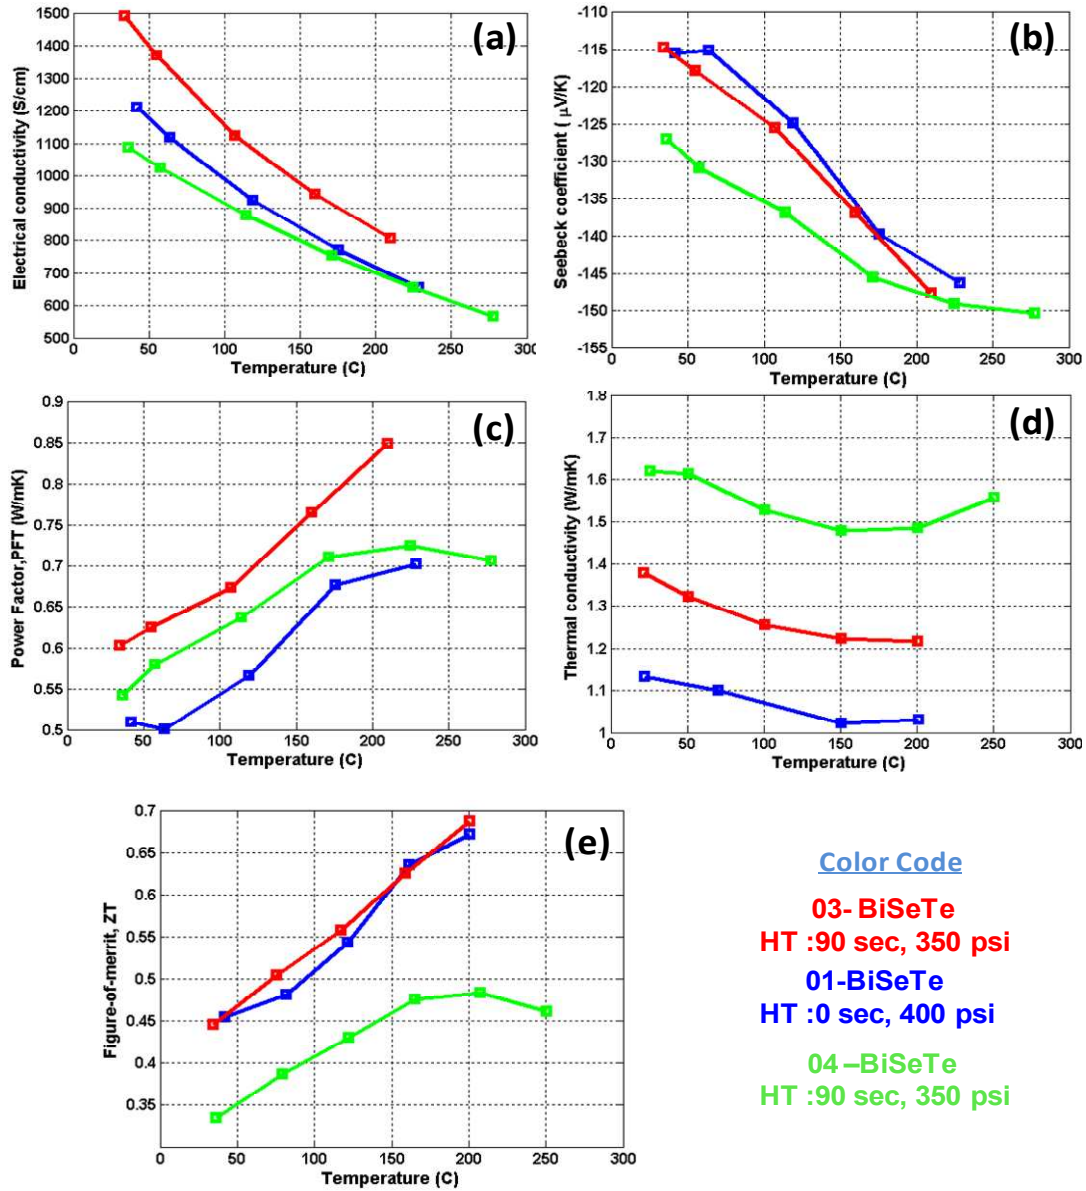 (a)
Electrical conductivity (S/cm)
1500
1400
1300
1200
1100
1000
900
800
700
600
500
0 50 100 150 200 250 300
Temperature (C)
(b)
Seebeck coefficient ( μV/K)
-110
-115
-120
-125
-130
-135
-140
-145
-150
-155
0 50 100 150 200 250 300
Temperature (C)
(c)
Power Factor,PFT (W/mK)
0.9
0.85
0.8
0.75
0.7
0.65
0.6
0.55
0.5
0 50 100 150 200 250 300
Temperature (C)
(d)
Thermal conductivity (W/mK)
1.8
1.7
1.6
1.5
1.4
1.3
1.2
1.1
1
0 50 100 150 200 250 300
Temperature (C)
(e)
Figure-of-merrit, ZT
0.7
0.65
0.6
0.55
0.5
0.45
0.4
0.35
0 50 100 150 200 250 300
Temperature (C)
Color Code
03- BiSeTe
HT :90 sec, 350 psi
01-BiSeTe
HT :0 sec, 400 psi
04 –BiSeTe
HT :90 sec, 350 psi